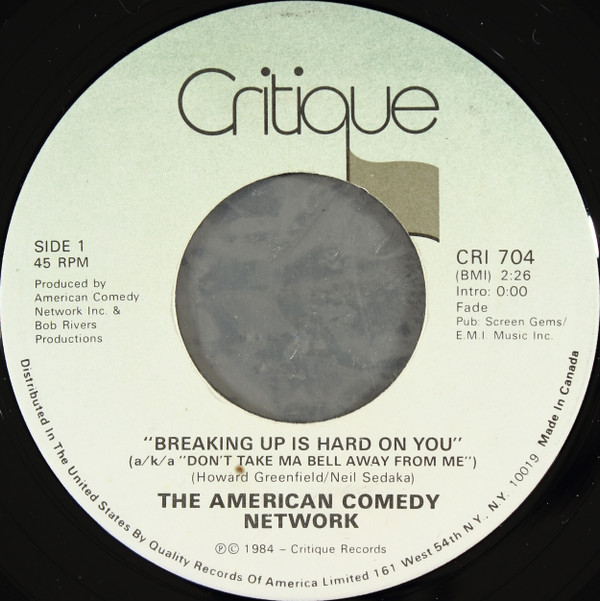 Critique
SIDE 1
45 RPM
Produced by
American Comedy
Network Inc. &
Bob Rivers
Productions
CRI 704
(BMI) 2:26
Intro: 0:00
Fade
Pub: Screen Gems/
E.M.I. Music Inc.
"BREAKING UP IS HARD ON YOU"
(a/k/a "DON'T TAKE MA BELL AWAY FROM ME")
(Howard Greenfield/Neil Sedaka)
THE AMERICAN COMEDY
NETWORK
℗© 1984 – Critique Records
Distributed In The United States By Quality Records Of America Limited 161 West 54th N.Y. N.Y. 10019 Made In Canada